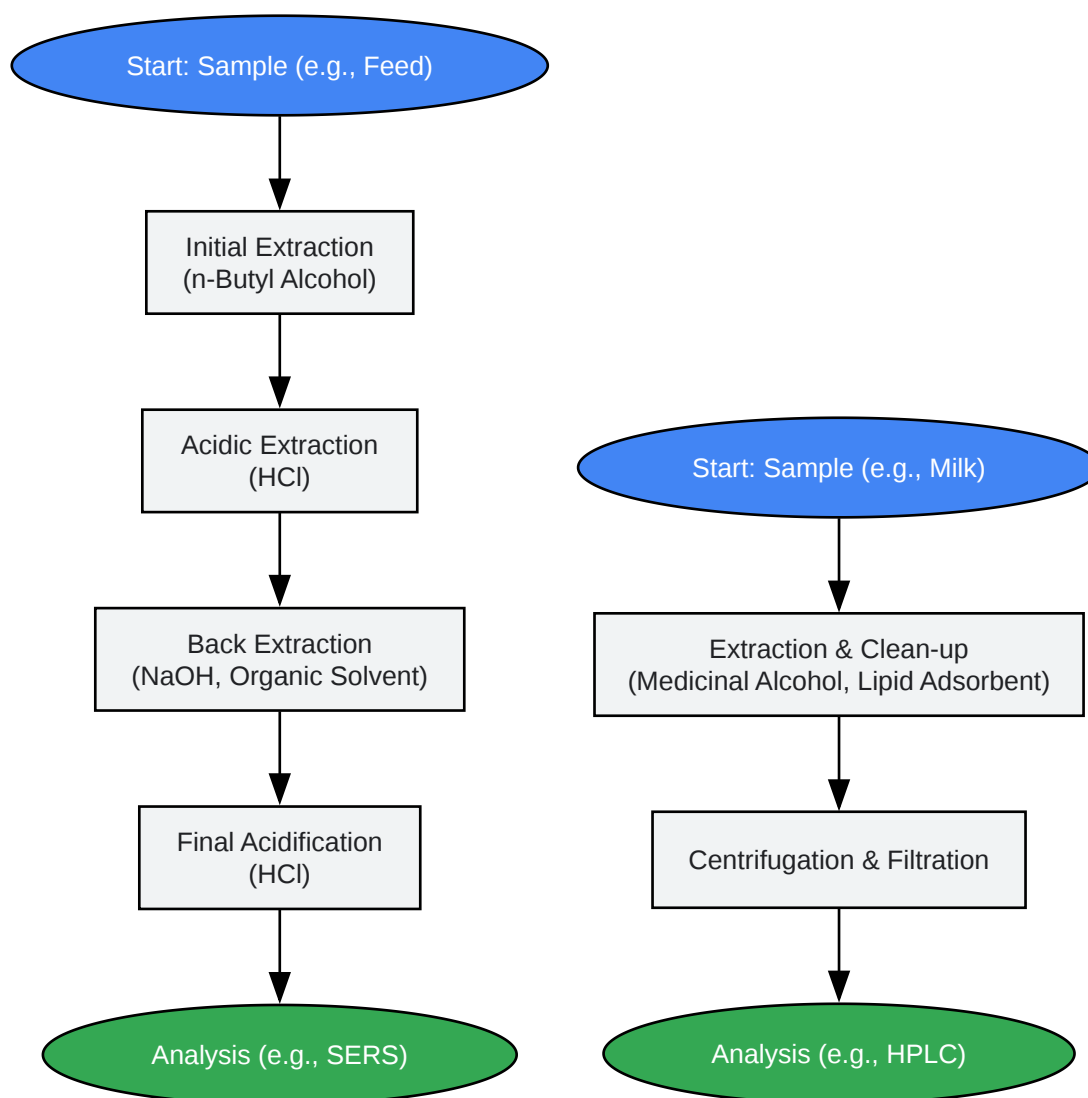 Start: Sample (e.g., Feed)
Initial Extraction
(n-Butyl Alcohol)
Acidic Extraction
(HCl)
Back Extraction
(NaOH, Organic Solvent)
Final Acidification
(HCl)
Analysis (e.g., SERS)
Start: Sample (e.g., Milk)
Extraction & Clean-up
(Medicinal Alcohol, Lipid Adsorbent)
Centrifugation & Filtration
Analysis (e.g., HPLC)